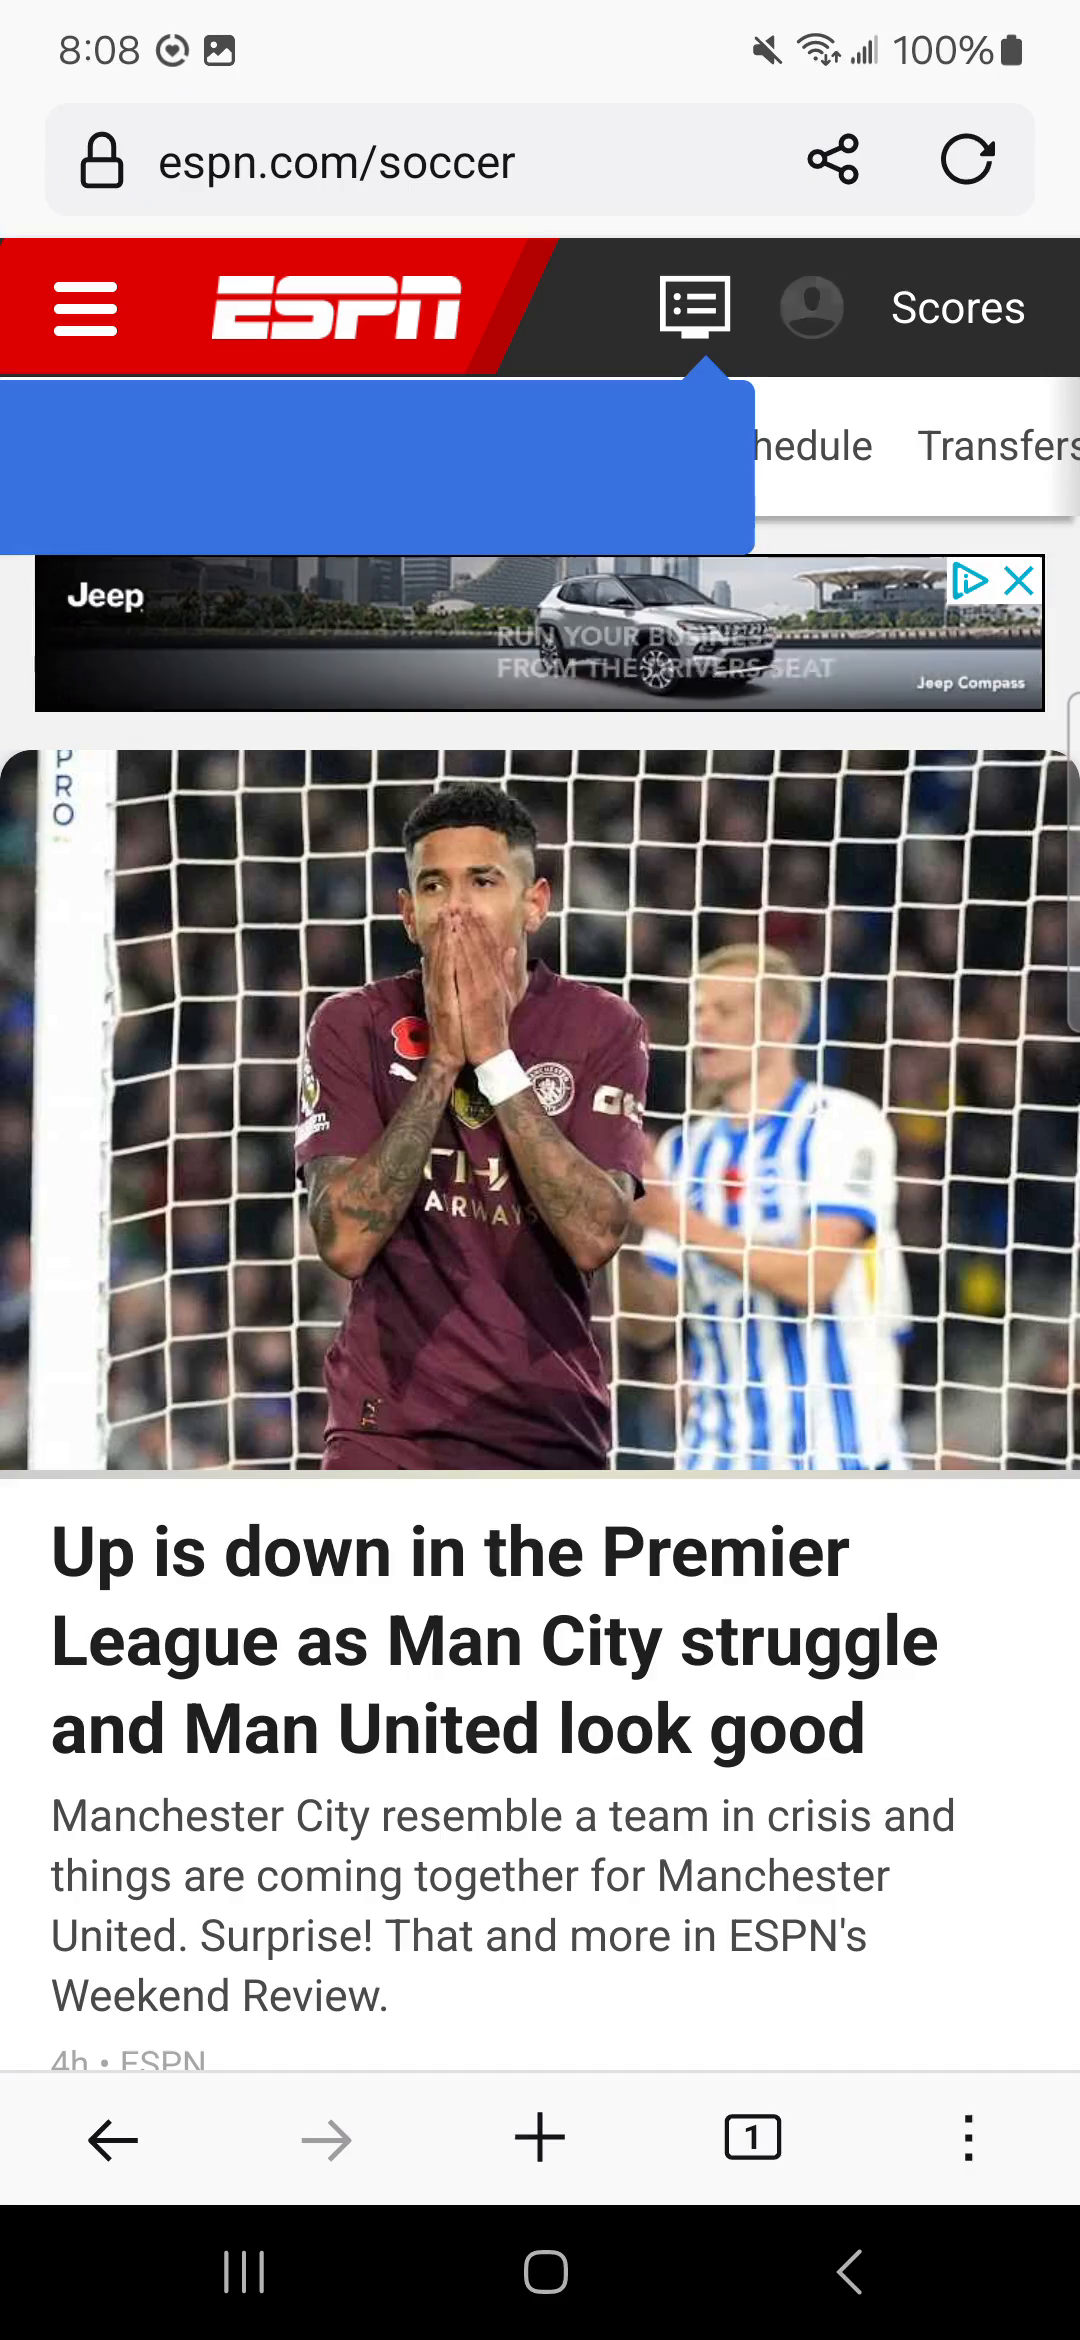 8:08
100%
espn.com/soccer
ESPN
Scores
hedule
Transfers
Jeep
RUN YOUR BUSINESS
FROM THE DRIVERS SEAT
Jeep Compass
PRO
AIRWAYS
Up is down in the Premier
League as Man City struggle
and Man United look good
Manchester City resemble a team in crisis and
things are coming together for Manchester
United. Surprise! That and more in ESPN's
Weekend Review.
4h • ESPN
1